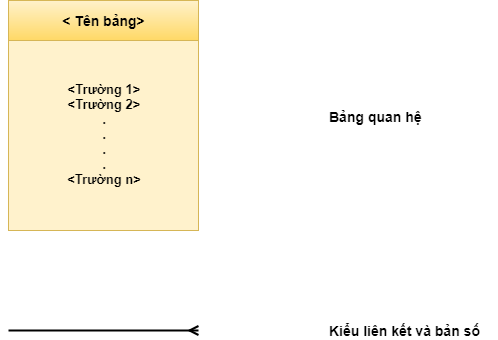 < Tên bảng>
<Trường 1>
<Trường 2>
.
.
.
.
<Trường n>
Bảng quan hệ
Kiểu liên kết và bản số